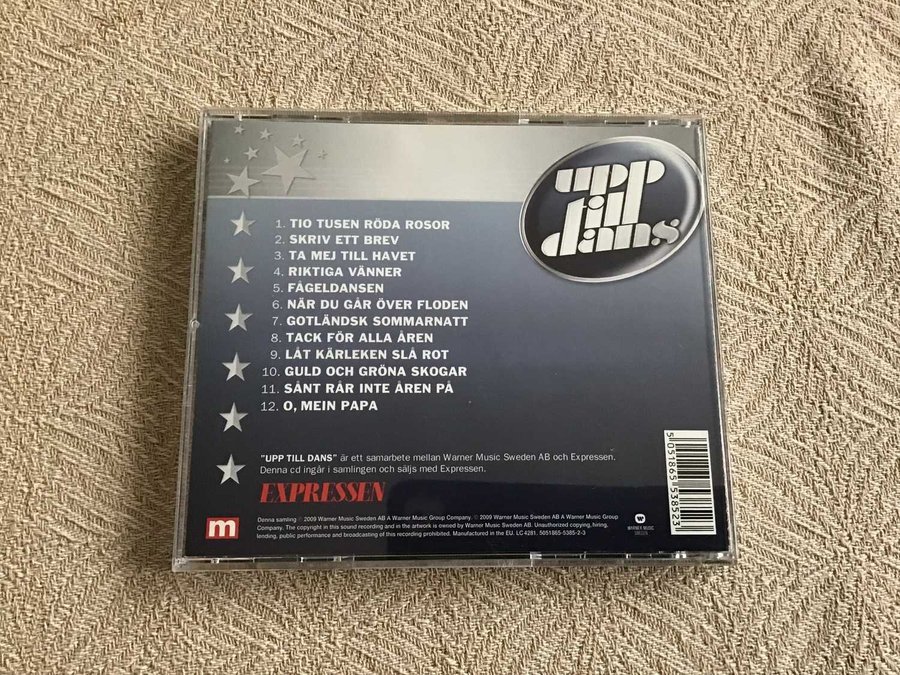 upp
till
dans
1. TIO TUSEN RÖDA ROSOR
2. SKRIV ETT BREV
3. TA MEJ TILL HAVET
4. RIKTIGA VÄNNER
5. FÅGELDANSEN
6. NÄR DU GÅR ÖVER FLODEN
7. GOTLÄNDSK SOMMARNATT
8. TACK FÖR ALLA ÅREN
9. LÅT KÄRLEKEN SLÅ ROT
10. GULD OCH GRÖNA SKOGAR
11. SÅNT RÅR INTE ÅREN PÅ
12. O, MEIN PAPA
"UPP TILL DANS" är ett samarbete mellan Warner Music Sweden AB och Expressen.
Denna cd ingår i samlingen och säljs med Expressen.
EXPRESSEN
m
Denna samling ℗ 2009 Warner Music Sweden AB A Warner Music Group Company. © 2009 Warner Music Sweden AB A Warner Music Group
Company. The copyright in this sound recording and in the artwork is owned by Warner Music Sweden AB. Unauthorized copying, hiring,
lending, public performance and broadcasting of this recording prohibited. Manufactured in the EU. LC 4281. 5051865-5385-2-3
WARNER MUSIC
SWEDEN
5 051865 538523